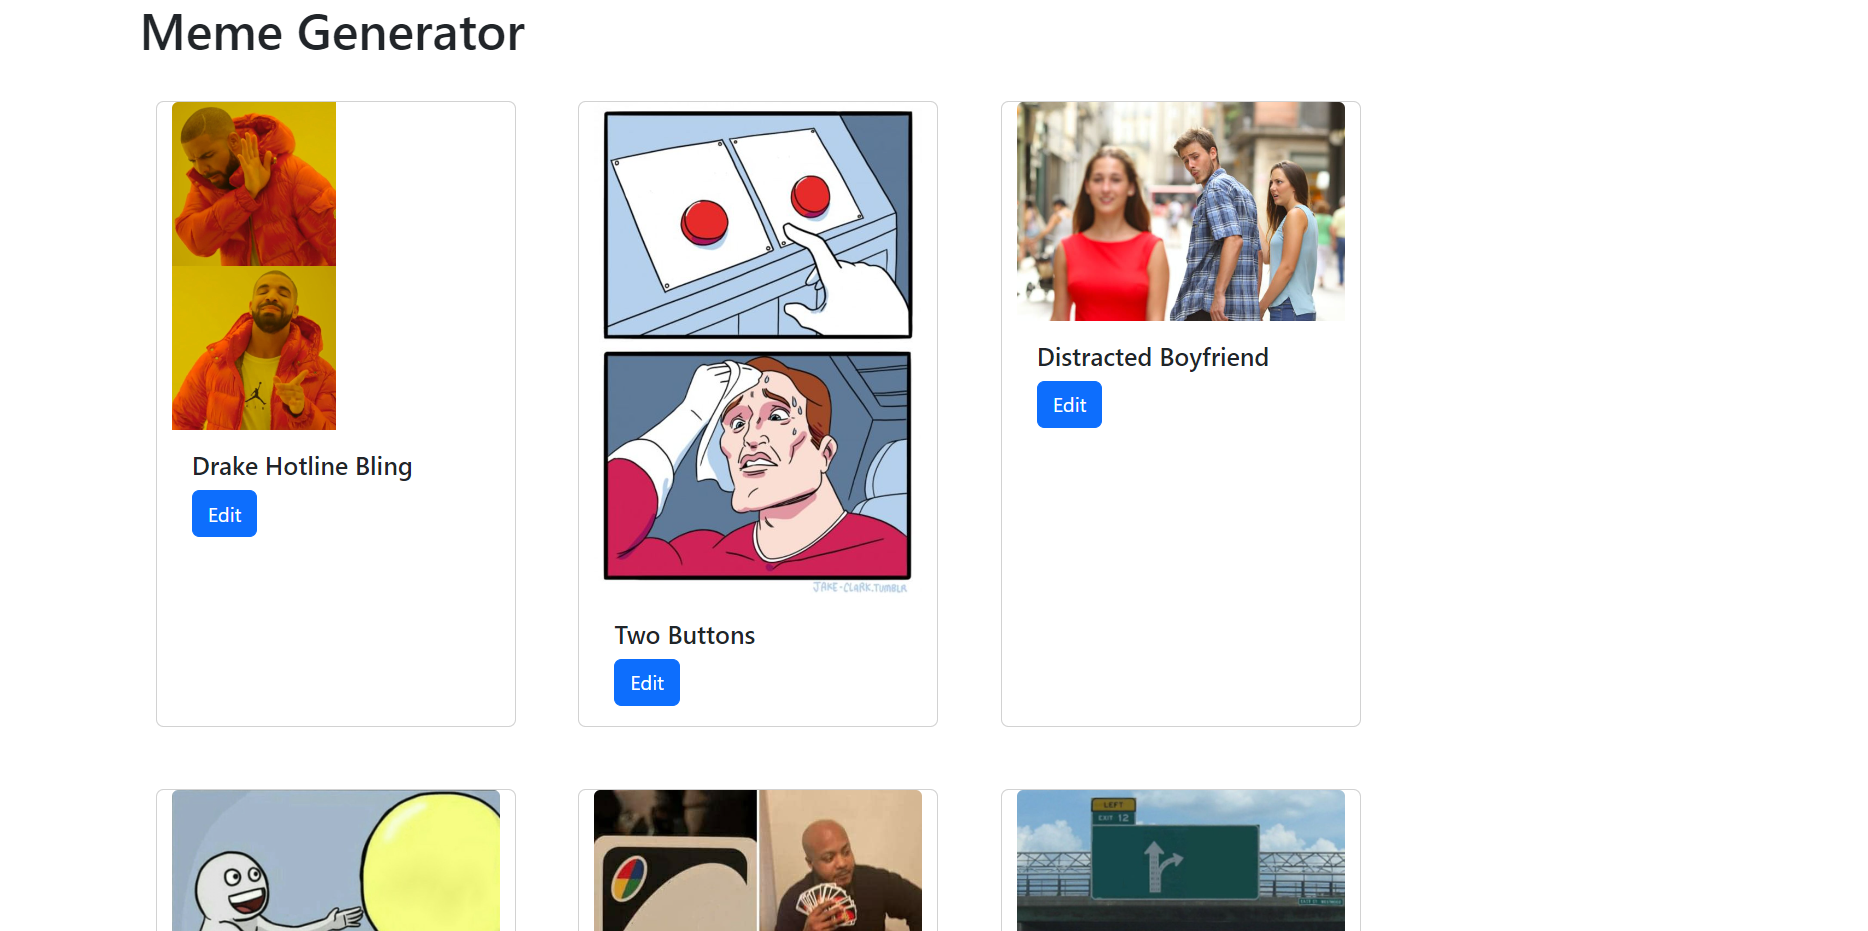 Meme Generator
JAKE-CLARK.TUMBLR
Drake Hotline Bling
Edit
Two Buttons
Edit
Distracted Boyfriend
Edit
LEFT
EXIT 12